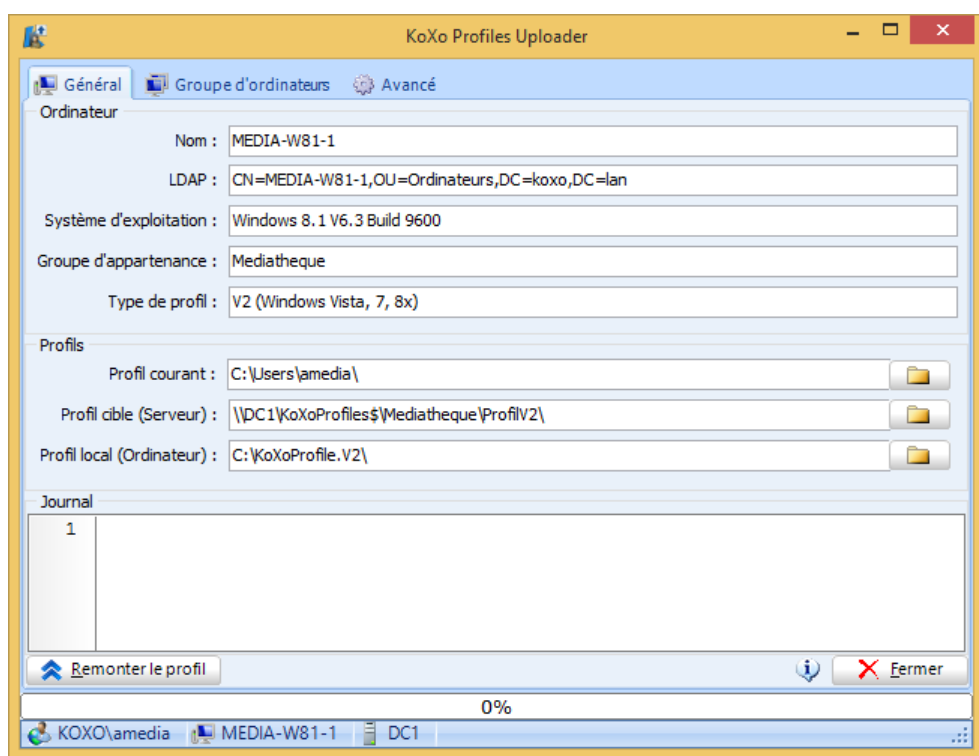 KoXo Profiles Uploader
Général Groupe d'ordinateurs Avancé
Ordinateur
Nom : MEDIA-W81-1
LDAP : CN=MEDIA-W81-1,OU=Ordinateurs,DC=koxo,DC=lan
Système d'exploitation : Windows 8.1 V6.3 Build 9600
Groupe d'appartenance : Mediatheque
Type de profil : V2 (Windows Vista, 7, 8x)
Profils
Profil courant : C:\Users\amedia\
Profil cible (Serveur) : \\DC1\KoXoProfiles$\Mediatheque\ProfilV2\
Profil local (Ordinateur) : C:\KoXoProfile.V2\
Journal
1
Remonter le profil Fermer
0%
KOXO\amedia MEDIA-W81-1 DC1